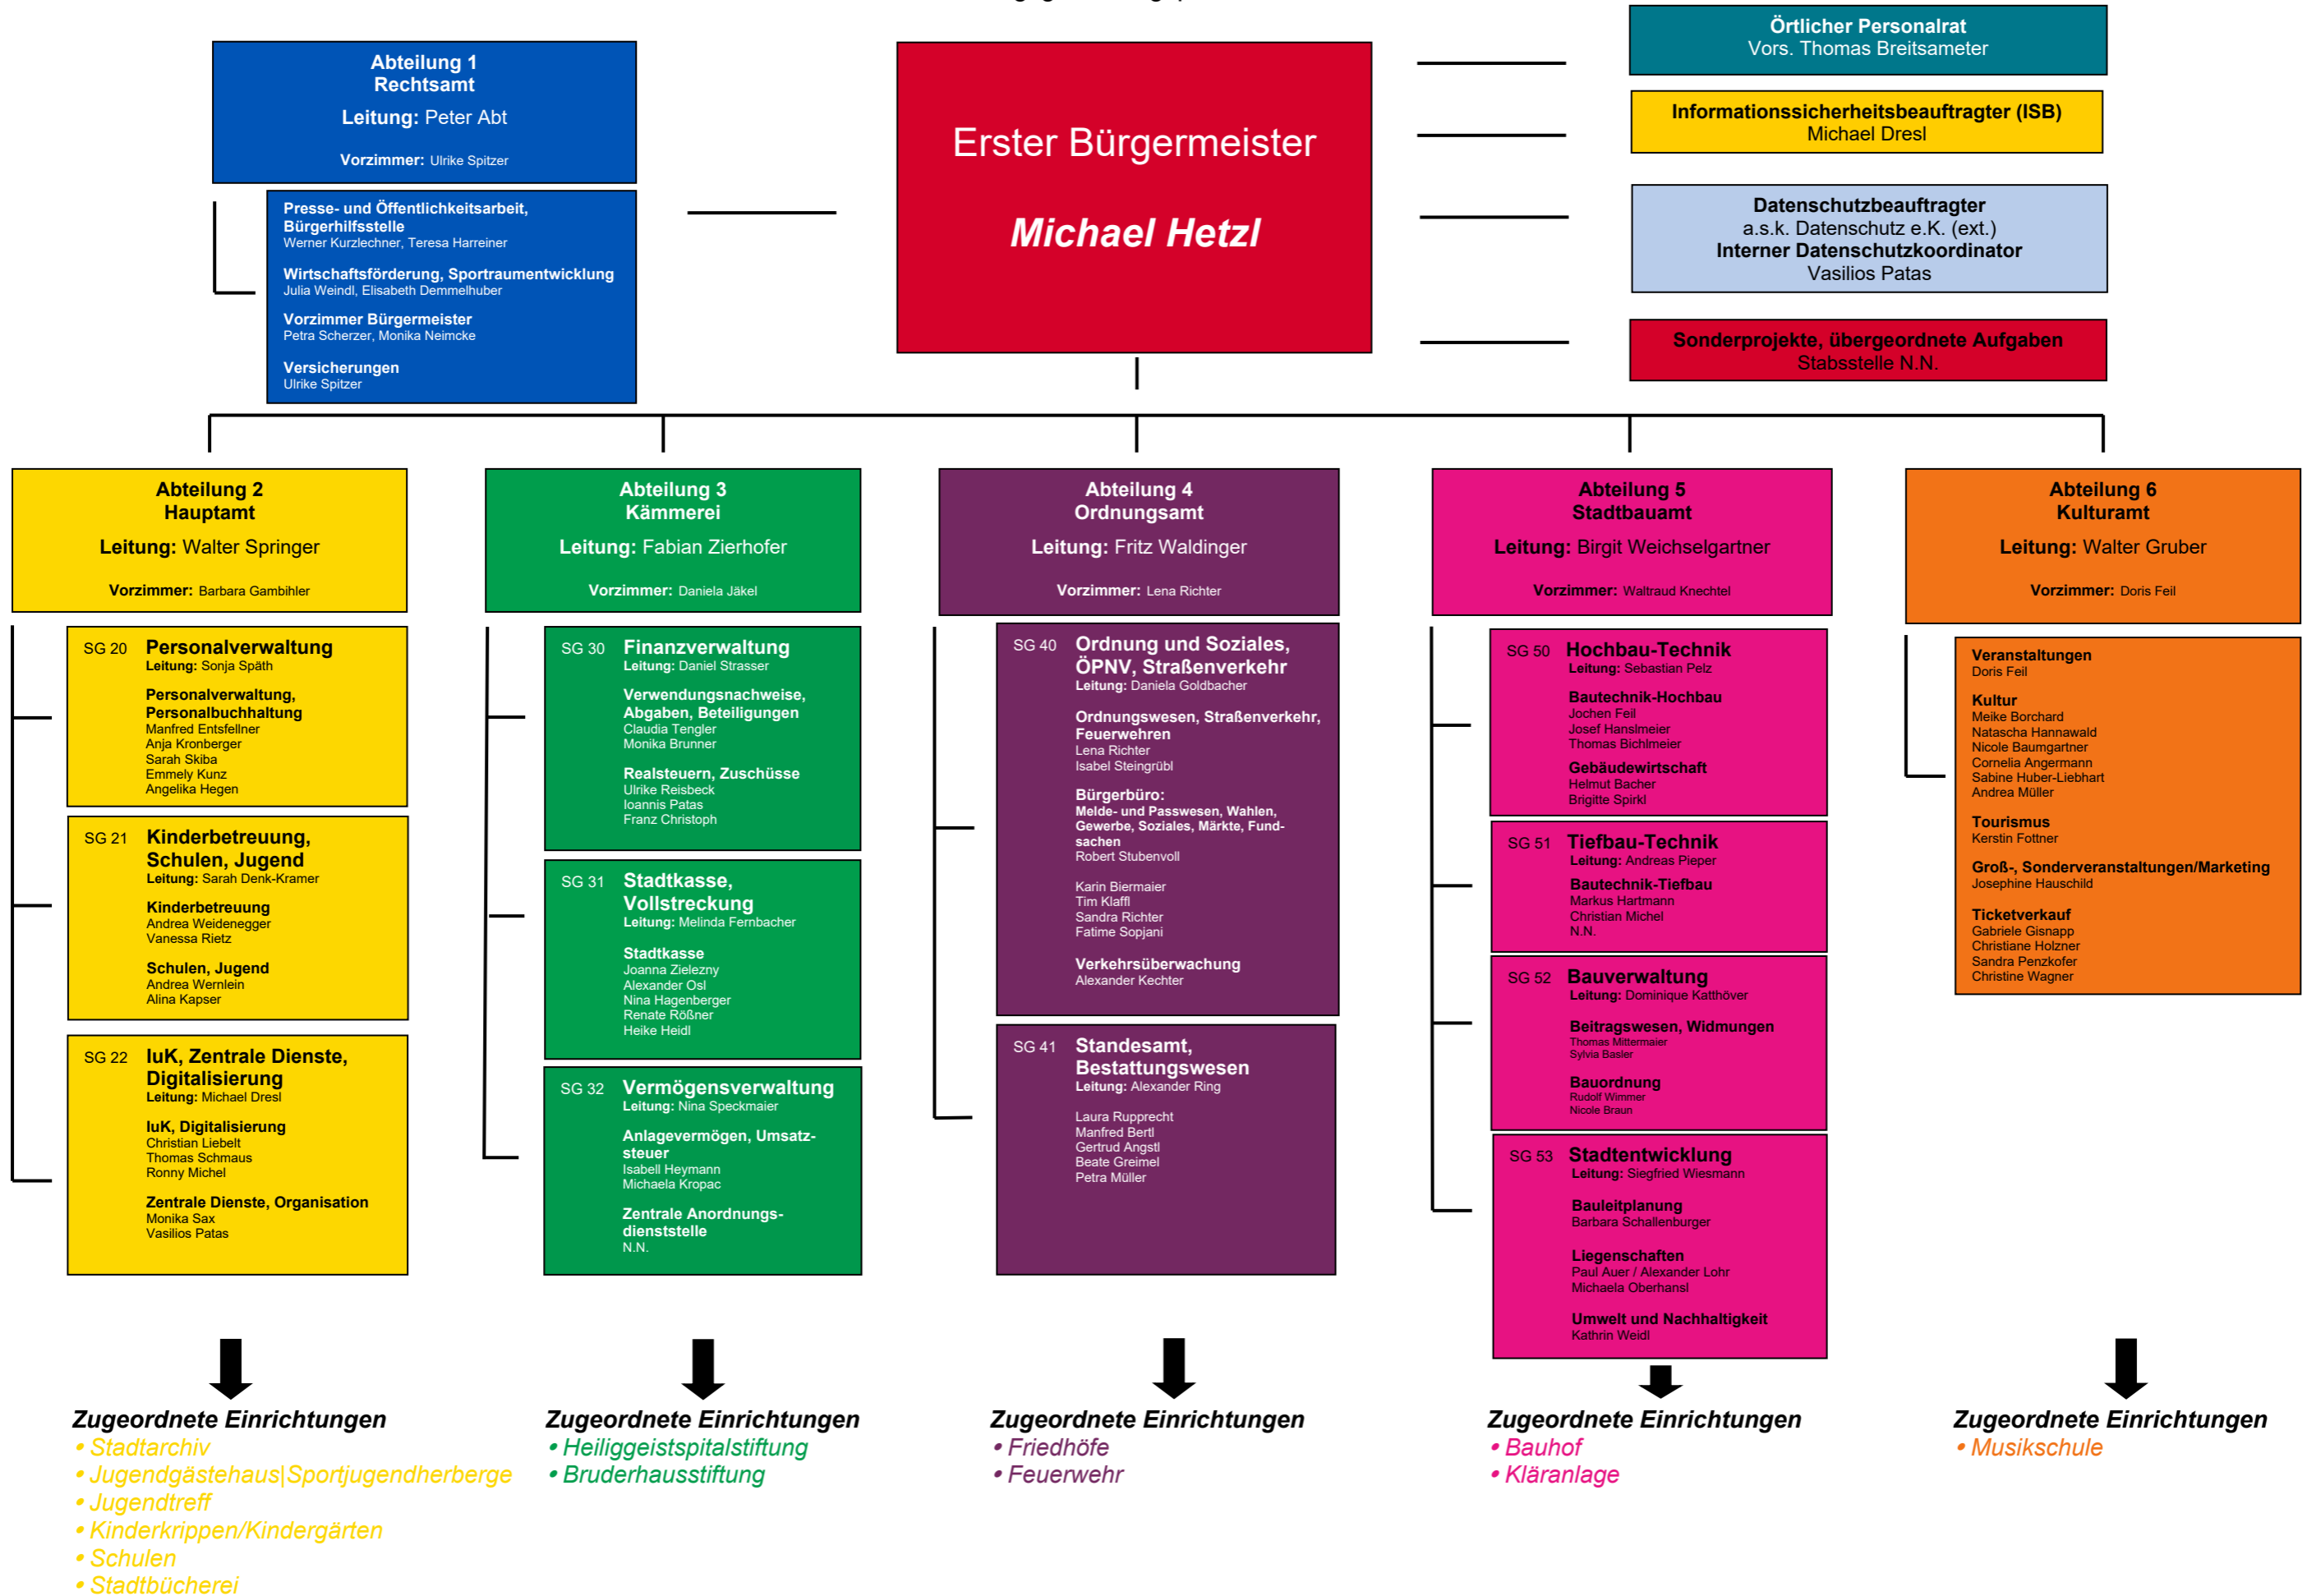 Abteilung 1
Rechtsamt
Leitung: Peter Abt
Vorzimmer: Ulrike Spitzer
Presse- und Öffentlichkeitsarbeit,
Bürgerhilfsstelle
Werner Kurzlechner, Teresa Harreiner
Wirtschaftsförderung, Sportraumentwicklung
Julia Weindl, Elisabeth Demmelhuber
Vorzimmer Bürgermeister
Petra Scherzer, Monika Neimcke
Versicherungen
Ulrike Spitzer
Erster Bürgermeister
Michael Hetzl
Örtlicher Personalrat
Vors. Thomas Breitsameter
Informationssicherheitsbeauftragter (ISB)
Michael Dresl
Datenschutzbeauftragter
a.s.k. Datenschutz e.K. (ext.)
Interner Datenschutzkoordinator
Vasilios Patas
Sonderprojekte, übergeordnete Aufgaben
Stabsstelle N.N.
Abteilung 2
Hauptamt
Leitung: Walter Springer
Vorzimmer: Barbara Gambihler
SG 20 Personalverwaltung
Leitung: Sonja Späth
Personalverwaltung,
Personalbuchhaltung
Manfred Entsfellner
Anja Kronberger
Sarah Skiba
Emmely Kunz
Angelika Hegen
SG 21 Kinderbetreuung,
Schulen, Jugend
Leitung: Sarah Denk-Kramer
Kinderbetreuung
Andrea Weidenegger
Vanessa Rietz
Schulen, Jugend
Andrea Wernlein
Alina Kapser
SG 22 IuK, Zentrale Dienste,
Digitalisierung
Leitung: Michael Dresl
IuK, Digitalisierung
Christian Liebelt
Thomas Schmaus
Ronny Michel
Zentrale Dienste, Organisation
Monika Sax
Vasilios Patas
Zugeordnete Einrichtungen
• Stadtarchiv
• Jugendgästehaus|Sportjugendherberge
• Jugendtreff
• Kinderkrippen/Kindergärten
• Schulen
• Stadtbücherei
Abteilung 3
Kämmerei
Leitung: Fabian Zierhofer
Vorzimmer: Daniela Jäkel
SG 30 Finanzverwaltung
Leitung: Daniel Strasser
Verwendungsnachweise,
Abgaben, Beteiligungen
Claudia Tengler
Monika Brunner
Realsteuern, Zuschüsse
Ulrike Reisbeck
Ioannis Patas
Franz Christoph
SG 31 Stadtkasse,
Vollstreckung
Leitung: Melinda Fernbacher
Stadtkasse
Joanna Zielezny
Alexander Osl
Nina Hagenberger
Renate Rößner
Heike Heidl
SG 32 Vermögensverwaltung
Leitung: Nina Speckmaier
Anlagevermögen, Umsatz-
steuer
Isabell Heymann
Michaela Kropac
Zentrale Anordnungs-
dienststelle
N.N.
Zugeordnete Einrichtungen
• Heiliggeistspitalstiftung
• Bruderhausstiftung
Abteilung 4
Ordnungsamt
Leitung: Fritz Waldinger
Vorzimmer: Lena Richter
SG 40 Ordnung und Soziales,
ÖPNV, Straßenverkehr
Leitung: Daniela Goldbacher
Ordnungswesen, Straßenverkehr,
Feuerwehren
Lena Richter
Isabel Steingrübl
Bürgerbüro:
Melde- und Passwesen, Wahlen,
Gewerbe, Soziales, Märkte, Fund-
sachen
Robert Stubenvoll
Karin Biermaier
Tim Klaffl
Sandra Richter
Fatime Sopjani
Verkehrsüberwachung
Alexander Kechter
SG 41 Standesamt,
Bestattungswesen
Leitung: Alexander Ring
Laura Rupprecht
Manfred Bertl
Gertrud Angstl
Beate Greimel
Petra Müller
Zugeordnete Einrichtungen
• Friedhöfe
• Feuerwehr
Abteilung 5
Stadtbauamt
Leitung: Birgit Weichselgartner
Vorzimmer: Waltraud Knechtel
SG 50 Hochbau-Technik
Leitung: Sebastian Pelz
Bautechnik-Hochbau
Jochen Feil
Josef Hanslmeier
Thomas Bichlmeier
Gebäudewirtschaft
Helmut Bacher
Brigitte Spirkl
SG 51 Tiefbau-Technik
Leitung: Andreas Pieper
Bautechnik-Tiefbau
Markus Hartmann
Christian Michel
N.N.
SG 52 Bauverwaltung
Leitung: Dominique Katthöver
Beitragswesen, Widmungen
Thomas Mittermaier
Sylvia Basler
Bauordnung
Rudolf Wimmer
Nicole Braun
SG 53 Stadtentwicklung
Leitung: Siegfried Wiesmann
Bauleitplanung
Barbara Schallenburger
Liegenschaften
Paul Auer / Alexander Lohr
Michaela Oberhansl
Umwelt und Nachhaltigkeit
Kathrin Weidl
Zugeordnete Einrichtungen
• Bauhof
• Kläranlage
Abteilung 6
Kulturamt
Leitung: Walter Gruber
Vorzimmer: Doris Feil
Veranstaltungen
Doris Feil
Kultur
Meike Borchard
Natascha Hannawald
Nicole Baumgartner
Cornelia Angermann
Sabine Huber-Liebhart
Andrea Müller
Tourismus
Kerstin Fottner
Groß-, Sonderveranstaltungen/Marketing
Josephine Hauschild
Ticketverkauf
Gabriele Gisnapp
Christiane Holzner
Sandra Penzkofer
Christine Wagner
Zugeordnete Einrichtungen
• Musikschule